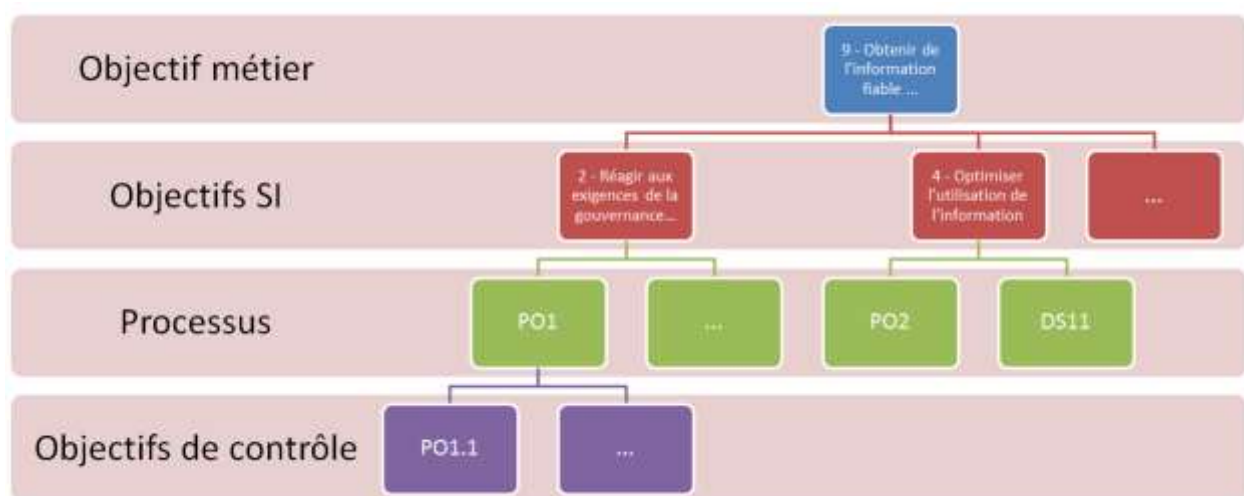 Objectif métier
9 - Obtenir de
l'information
fiable ...
Objectifs SI
2 - Réagir aux
exigences de la
gouvernance...
4 - Optimiser
l'utilisation de
l'information
...
Processus
PO1
...
PO2
DS11
Objectifs de contrôle
PO1.1
...